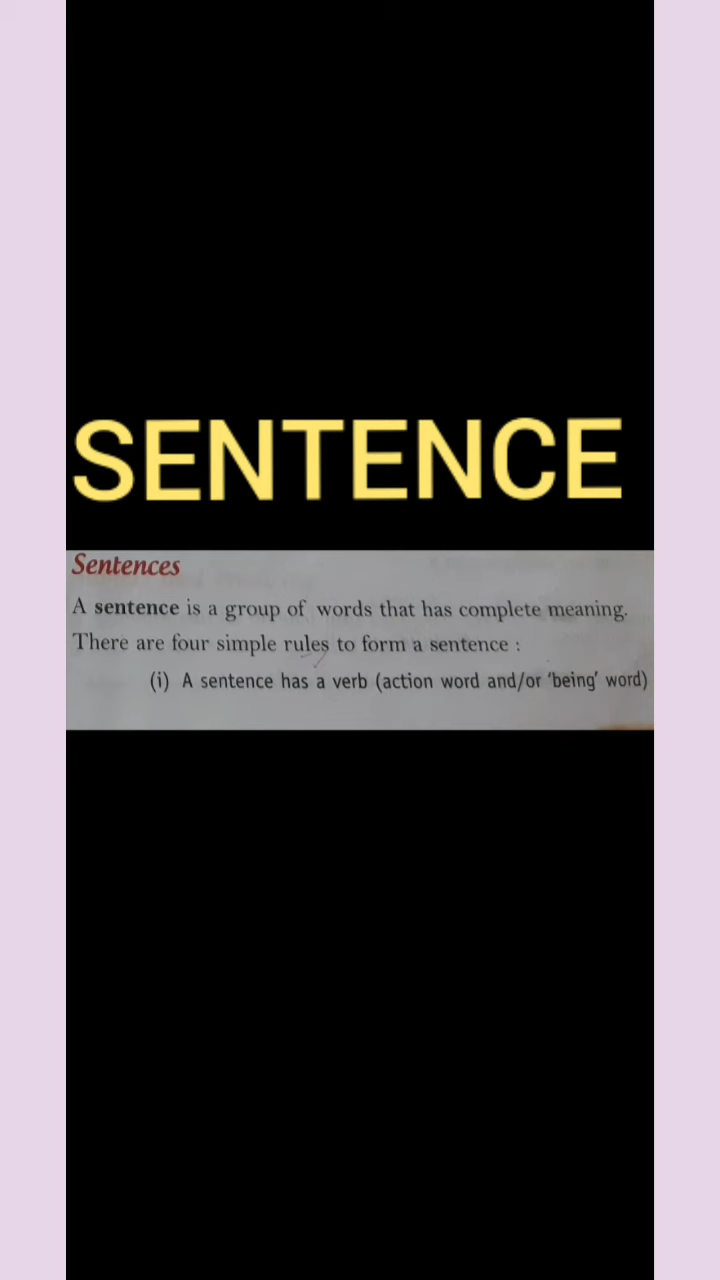 SENTENCE
Sentences
A sentence is a group of words that has complete meaning.
There are four simple rules to form a sentence :
(i) A sentence has a verb (action word and/or ‘being’ word)